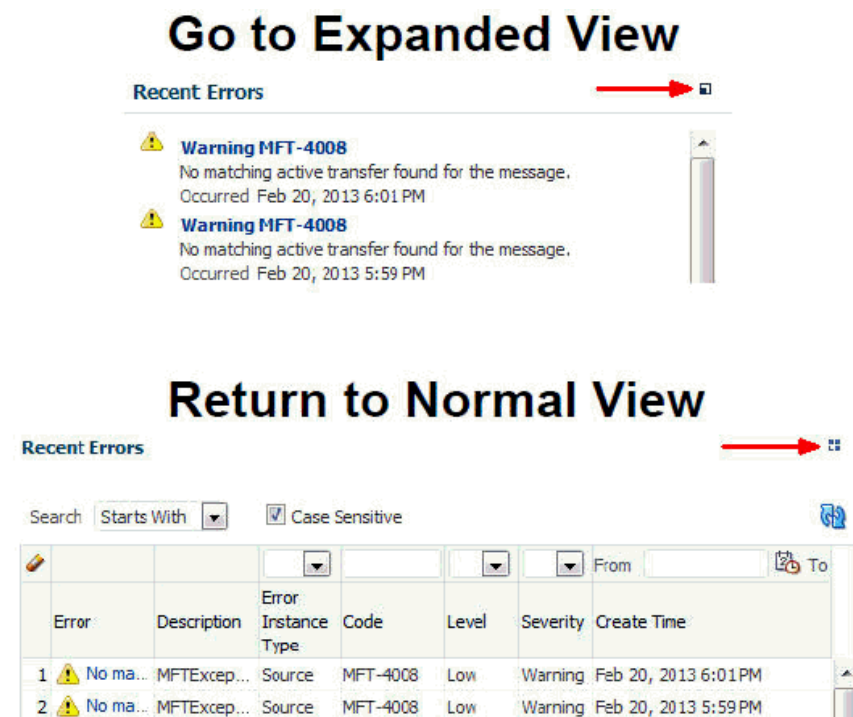 Go to Expanded View
Recent Errors
Warning MFT-4008
No matching active transfer found for the message.
Occurred Feb 20, 2013 6:01 PM
Warning MFT-4008
No matching active transfer found for the message.
Occurred Feb 20, 2013 5:59 PM
Return to Normal View
Recent Errors
Search Starts With Case Sensitive
From To
Error Description Error Instance Type Code Level Severity Create Time
1 No ma... MFTExcep... Source MFT-4008 Low Warning Feb 20, 2013 6:01 PM
2 No ma... MFTExcep... Source MFT-4008 Low Warning Feb 20, 2013 5:59 PM